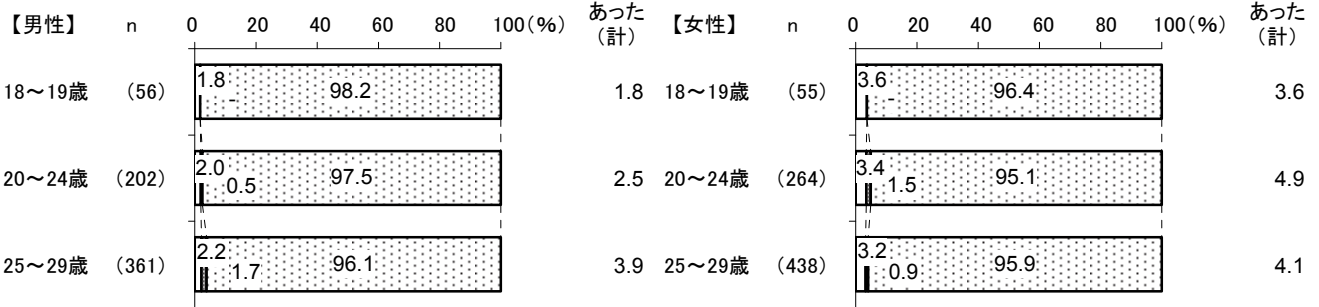 【男性】 n 0 20 40 60 80 100(%) あった（計）
18～19歳 (56) 1.8 - 98.2 1.8
20～24歳 (202) 2.0 0.5 97.5 2.5
25～29歳 (361) 2.2 1.7 96.1 3.9
【女性】 n 0 20 40 60 80 100(%) あった（計）
18～19歳 (55) 3.6 - 96.4 3.6
20～24歳 (264) 3.4 1.5 95.1 4.9
25～29歳 (438) 3.2 0.9 95.9 4.1